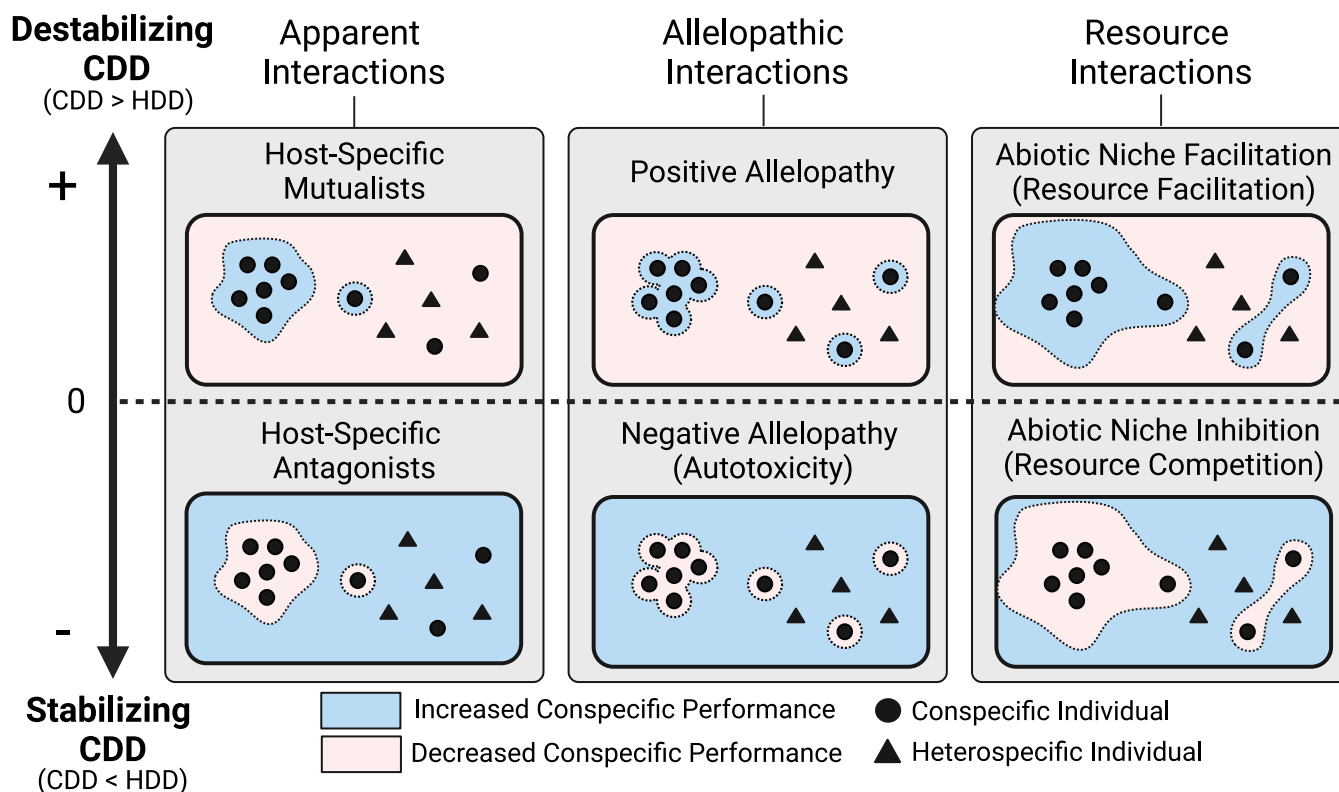 Destabilizing
CDD
(CDD > HDD)
Apparent
Interactions
Allelopathic
Interactions
Resource
Interactions
+
0
-
Host-Specific
Mutualists
Positive Allelopathy
Abiotic Niche Facilitation
(Resource Facilitation)
Host-Specific
Antagonists
Negative Allelopathy
(Autotoxicity)
Abiotic Niche Inhibition
(Resource Competition)
Stabilizing
CDD
(CDD < HDD)
Increased Conspecific Performance
Decreased Conspecific Performance
Conspecific Individual
Heterospecific Individual